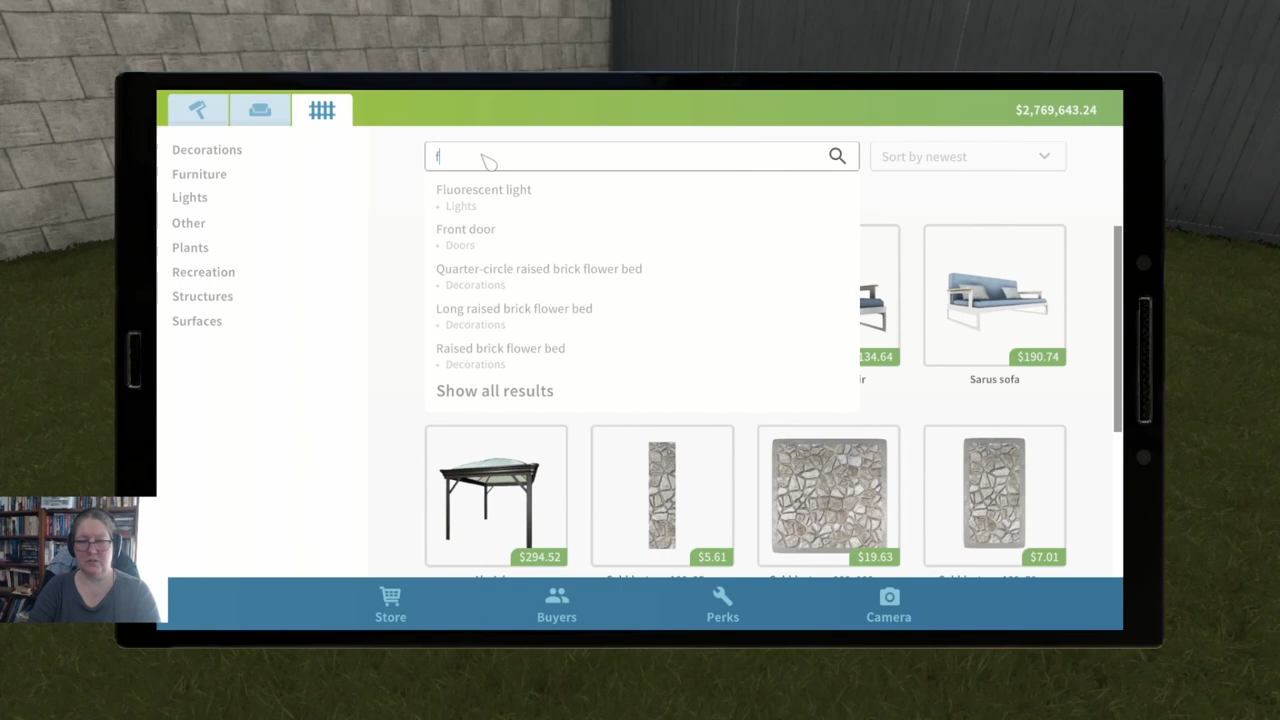 $2,769,643.24
Decorations
Furniture
Lights
Other
Plants
Recreation
Structures
Surfaces
f
Sort by newest
Fluorescent light
• Lights
Front door
• Doors
Quarter-circle raised brick flower bed
• Decorations
Long raised brick flower bed
• Decorations
Raised brick flower bed
• Decorations
Show all results
134.64
$190.74
ir
Sarus sofa
$294.52
$5.61
$19.63
$7.01
Store
Buyers
Perks
Camera